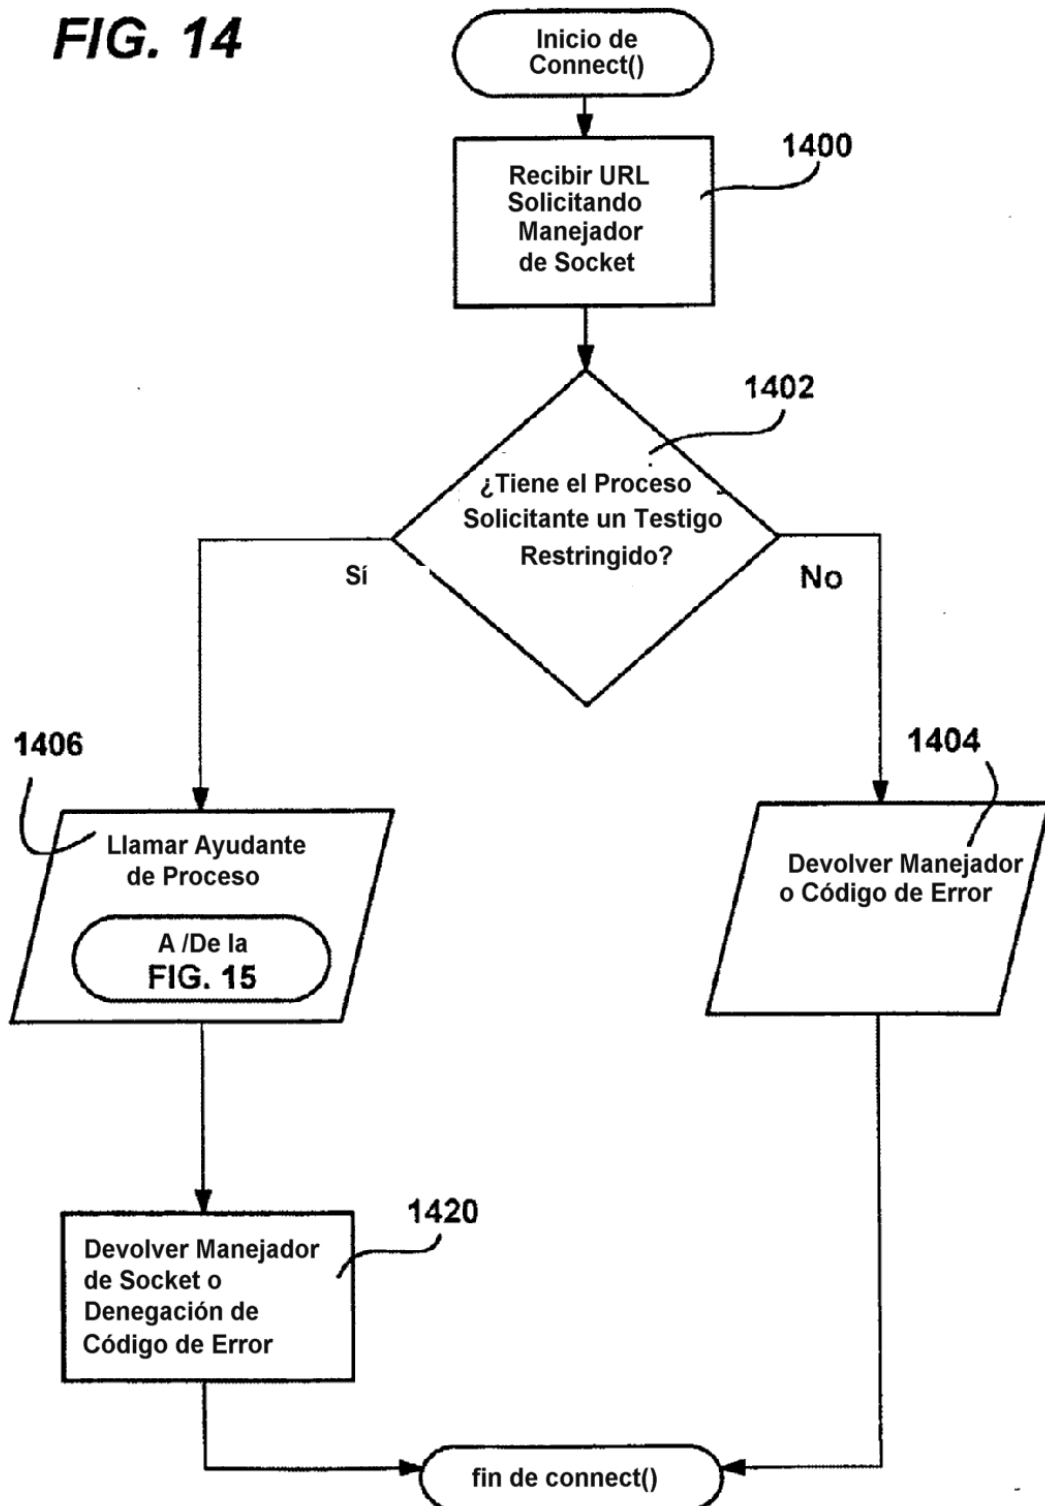 FIG. 14
Inicio de
Connect()
1400
Recibir URL
Solicitando
Manejador
de Socket
1402
¿Tiene el Proceso
Solicitante un Testigo
Restringido?
Sí
No
1406
1404
Llamar Ayudante
de Proceso
A /De la
FIG. 15
Devolver Manejador
o Código de Error
1420
Devolver Manejador
de Socket o
Denegación de
Código de Error
fin de connect()